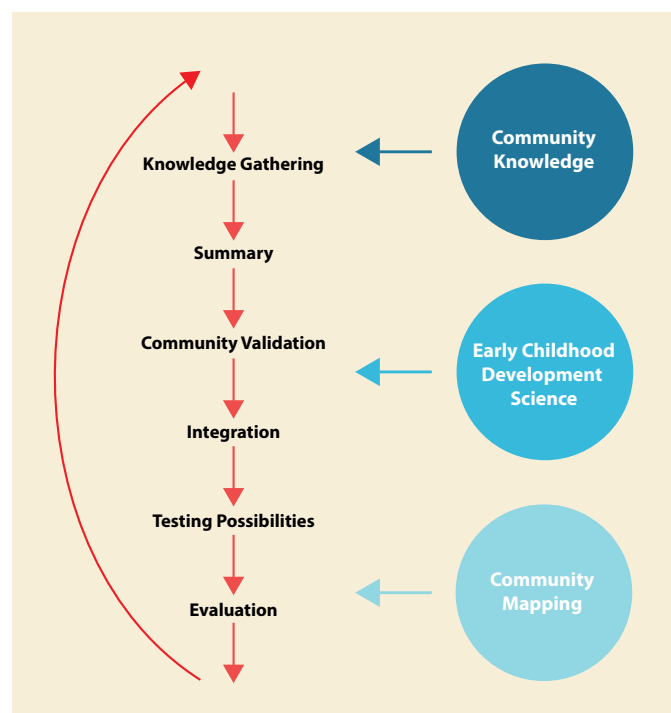 Community
Knowledge
Knowledge Gathering
Summary
Community Validation
Early Childhood
Development
Science
Integration
Testing Possibilities
Community
Mapping
Evaluation